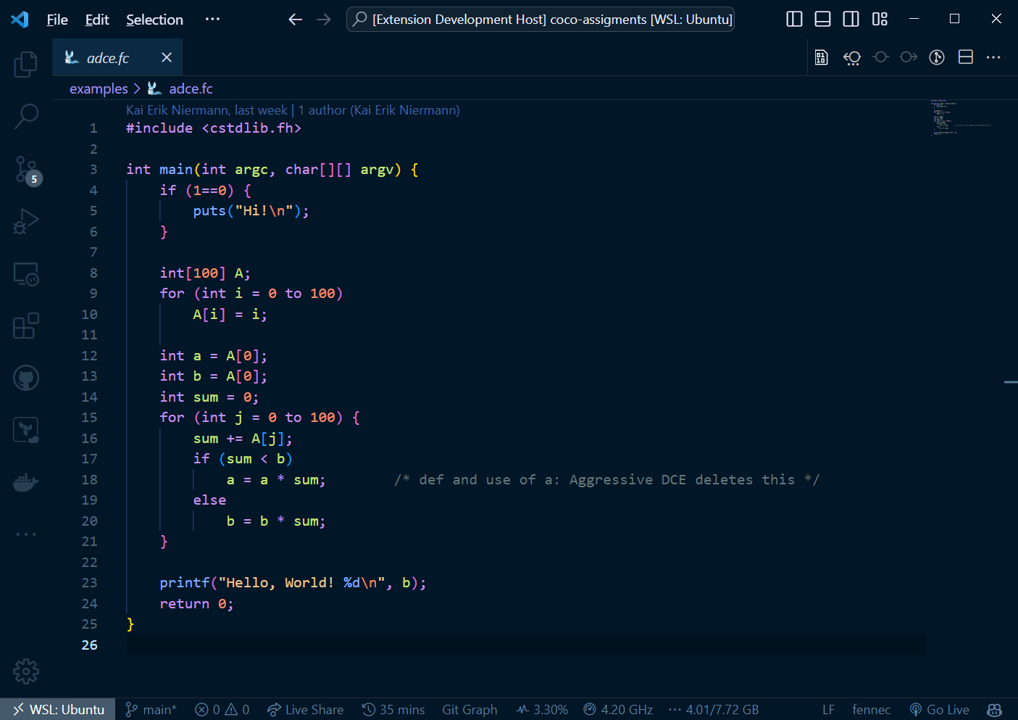 File Edit Selection ··· [Extension Development Host] coco-assigments [WSL: Ubuntu]
adce.fc
examples > adce.fc
Kai Erik Niermann, last week | 1 author (Kai Erik Niermann)
1 #include <cstdlib.fh>
2
3 int main(int argc, char[][] argv) {
4     if (1==0) {
5         puts("Hi!\n");
6     }
7
8     int[100] A;
9     for (int i = 0 to 100)
10         A[i] = i;
11
12     int a = A[0];
13     int b = A[0];
14     int sum = 0;
15     for (int j = 0 to 100) {
16         sum += A[j];
17         if (sum < b)
18             a = a * sum;        /* def and use of a: Aggressive DCE deletes this */
19         else
20             b = b * sum;
21     }
22
23     printf("Hello, World! %d\n", b);
24     return 0;
25 }
26
5
WSL: Ubuntu main* 0 0 Live Share 35 mins Git Graph 3.30% 4.20 GHz ··· 4.01/7.72 GB LF fennec Go Live